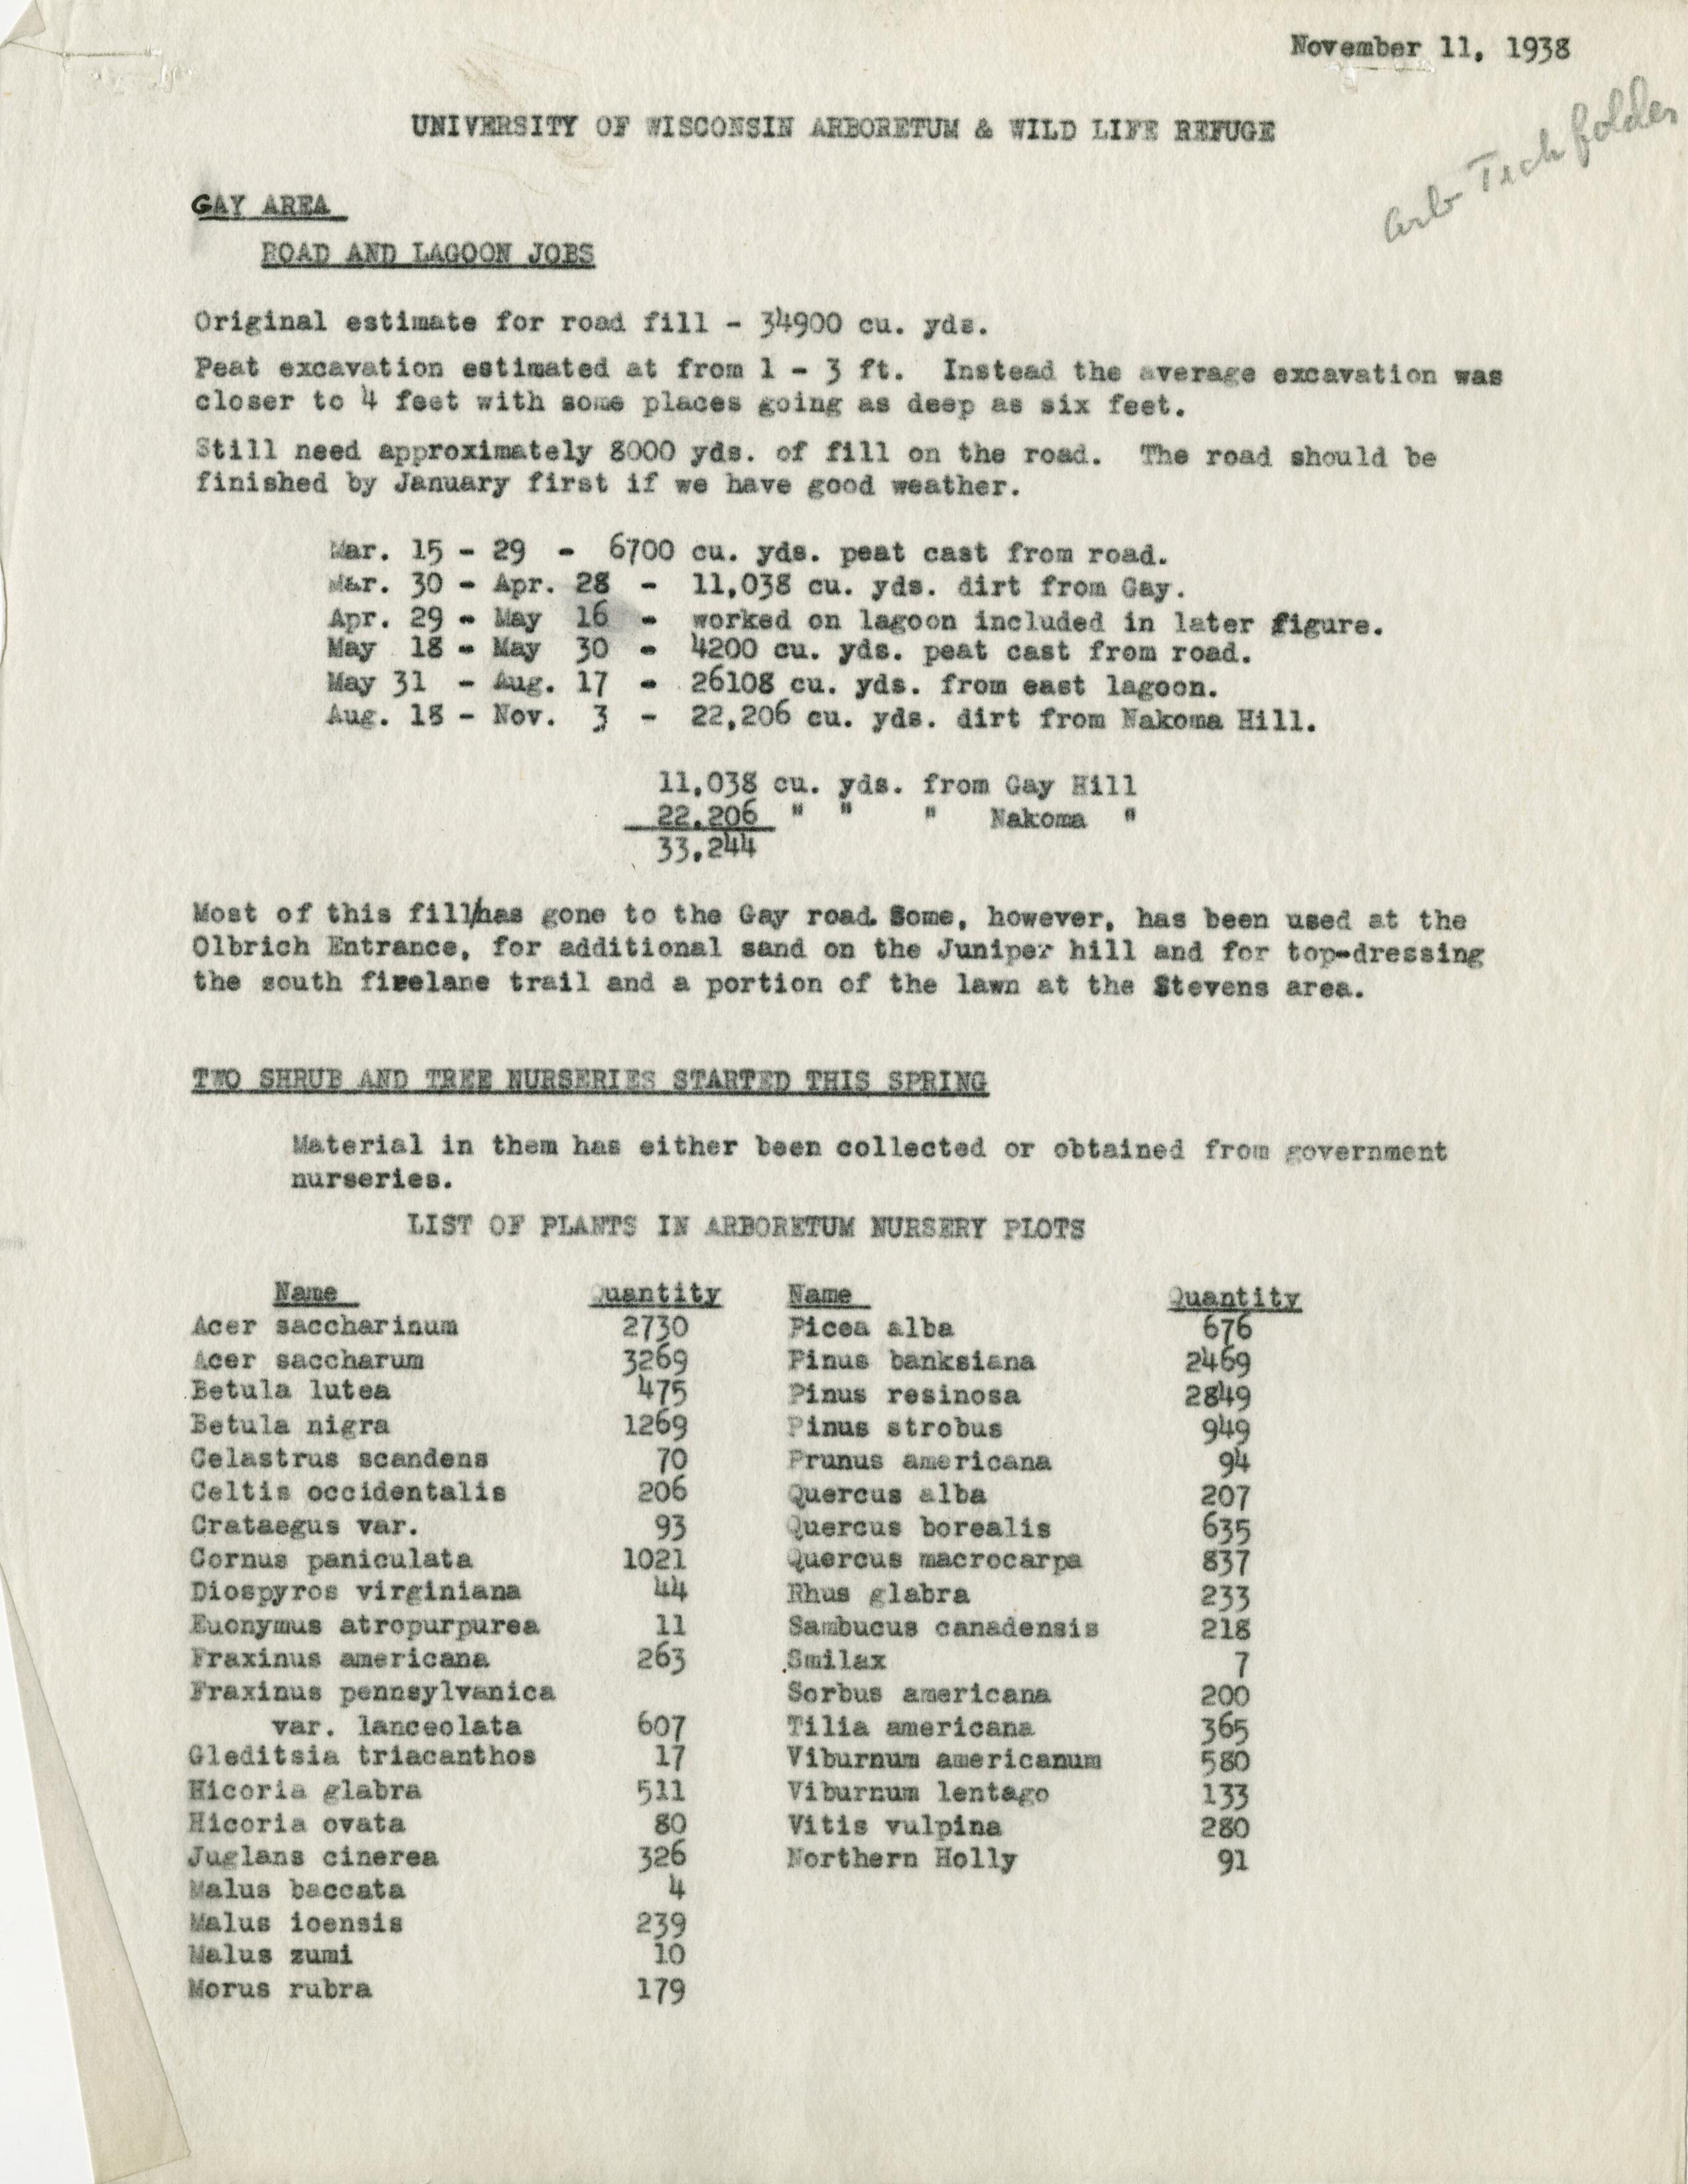 November 11, 1938
Arb Tech folder
UNIVERSITY OF WISCONSIN ARBORETUM & WILD LIFE REFUGE
GAY AREA
ROAD AND LAGOON JOBS
Original estimate for road fill - 34900 cu. yds.
Peat excavation estimated at from 1 - 3 ft. Instead the average excavation was
closer to 4 feet with some places going as deep as six feet.
Still need approximately 8000 yds. of fill on the road. The road should be
finished by January first if we have good weather.
Mar. 15 - 29 - 6700 cu. yds. peat cast from road.
Mar. 30 - Apr. 28 - 11,038 cu. yds. dirt from Gay.
Apr. 29 - May 16 - worked on lagoon included in later figure.
May 18 - May 30 - 4200 cu. yds. peat cast from road.
May 31 - Aug. 17 - 26108 cu. yds. from east lagoon.
Aug. 18 - Nov. 3 - 22,206 cu. yds. dirt from Nakoma Hill.
11,038 cu. yds. from Gay Hill
22,206 " " " Nakoma "
33,244
Most of this fill/has gone to the Gay road. Some, however, has been used at the
Olbrich Entrance, for additional sand on the Juniper hill and for top-dressing
the south firelane trail and a portion of the lawn at the Stevens area.
TWO SHRUB AND TREE NURSERIES STARTED THIS SPRING
Material in them has either been collected or obtained from government
nurseries.
LIST OF PLANTS IN ARBORETUM NURSERY PLOTS
Name Quantity Name Quantity
Acer saccharinum 2730 Picea alba 676
Acer saccharum 3269 Pinus banksiana 2469
Betula lutea 475 Pinus resinosa 2849
Betula nigra 1269 Pinus strobus 949
Celastrus scandens 70 Prunus americana 94
Celtis occidentalis 206 Quercus alba 207
Crataegus var. 93 Quercus borealis 635
Cornus paniculata 1021 Quercus macrocarpa 837
Diospyros virginiana 44 Rhus glabra 233
Euonymus atropurpurea 11 Sambucus canadensis 218
Fraxinus americana 263 Smilax 7
Fraxinus pennsylvanica Sorbus americana 200
var. lanceolata 607 Tilia americana 365
Gleditsia triacanthos 17 Viburnum americanum 580
Hicoria glabra 511 Viburnum lentago 133
Hicoria ovata 80 Vitis vulpina 280
Juglans cinerea 326 Northern Holly 91
Malus baccata 4
Malus ioensis 239
Malus zumi 10
Morus rubra 179